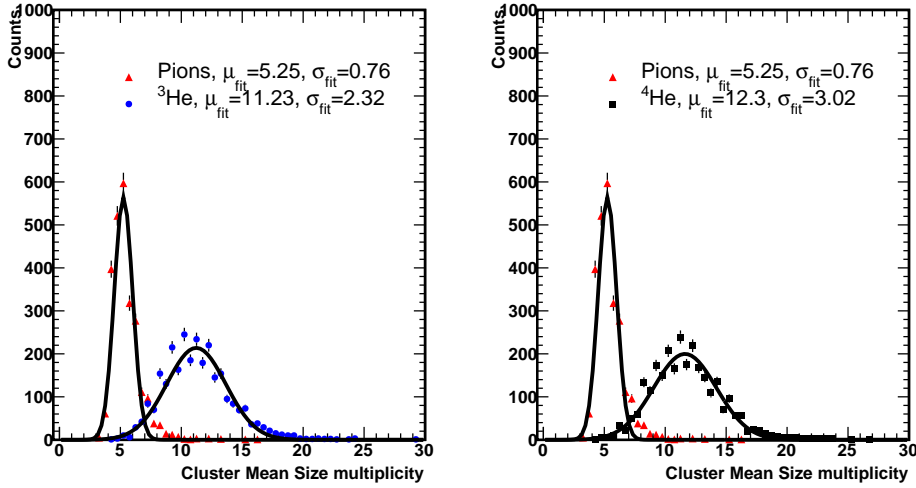 Counts
1000
900
800
700
600
500
400
300
200
100
0
Pions, μfit=5.25, σfit=0.76
³He, μfit=11.23, σfit=2.32
0 5 10 15 20 25 30
Cluster Mean Size multiplicity
Counts
1000
900
800
700
600
500
400
300
200
100
0
Pions, μfit=5.25, σfit=0.76
⁴He, μfit=12.3, σfit=3.02
0 5 10 15 20 25 30
Cluster Mean Size multiplicity